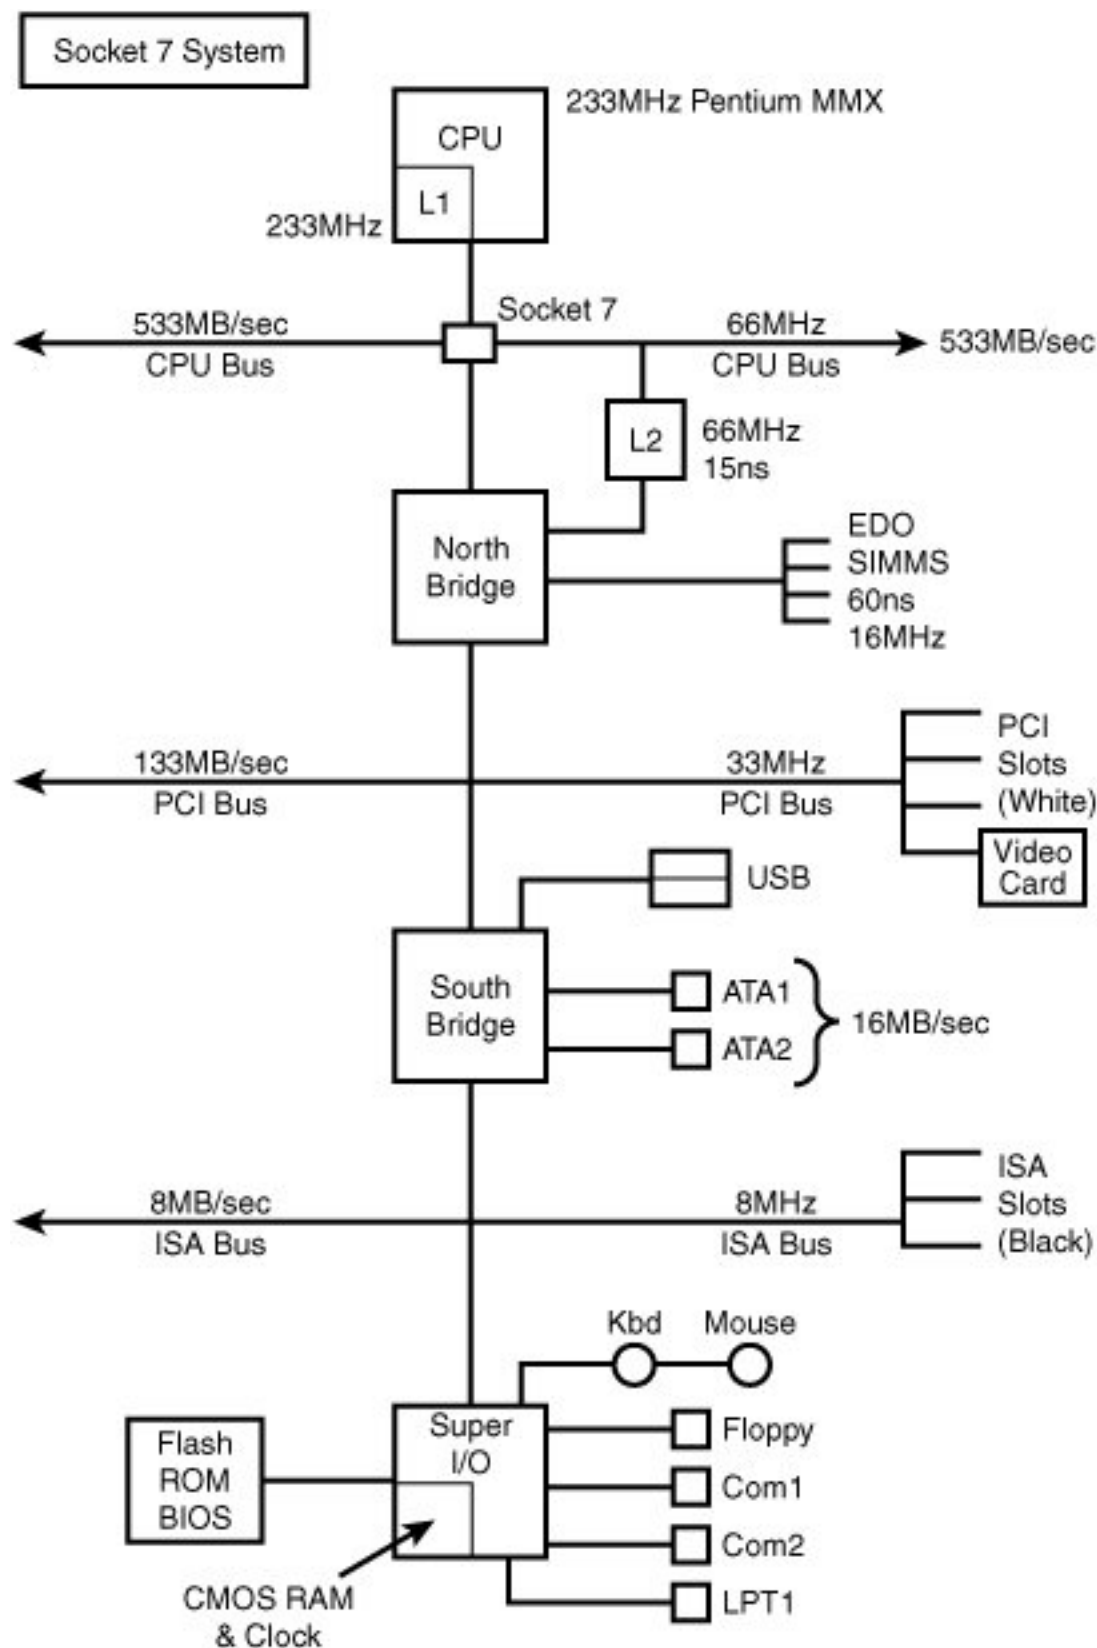 Socket 7 System
233MHz Pentium MMX
CPU
L1
233MHz
Socket 7
533MB/sec
CPU Bus
66MHz
CPU Bus
533MB/sec
L2
66MHz
15ns
North
Bridge
EDO
SIMMS
60ns
16MHz
133MB/sec
PCI Bus
33MHz
PCI Bus
PCI
Slots
(White)
Video
Card
USB
South
Bridge
ATA1
ATA2
16MB/sec
8MB/sec
ISA Bus
8MHz
ISA Bus
ISA
Slots
(Black)
Kbd
Mouse
Super
I/O
Floppy
Com1
Com2
LPT1
Flash
ROM
BIOS
CMOS RAM
& Clock